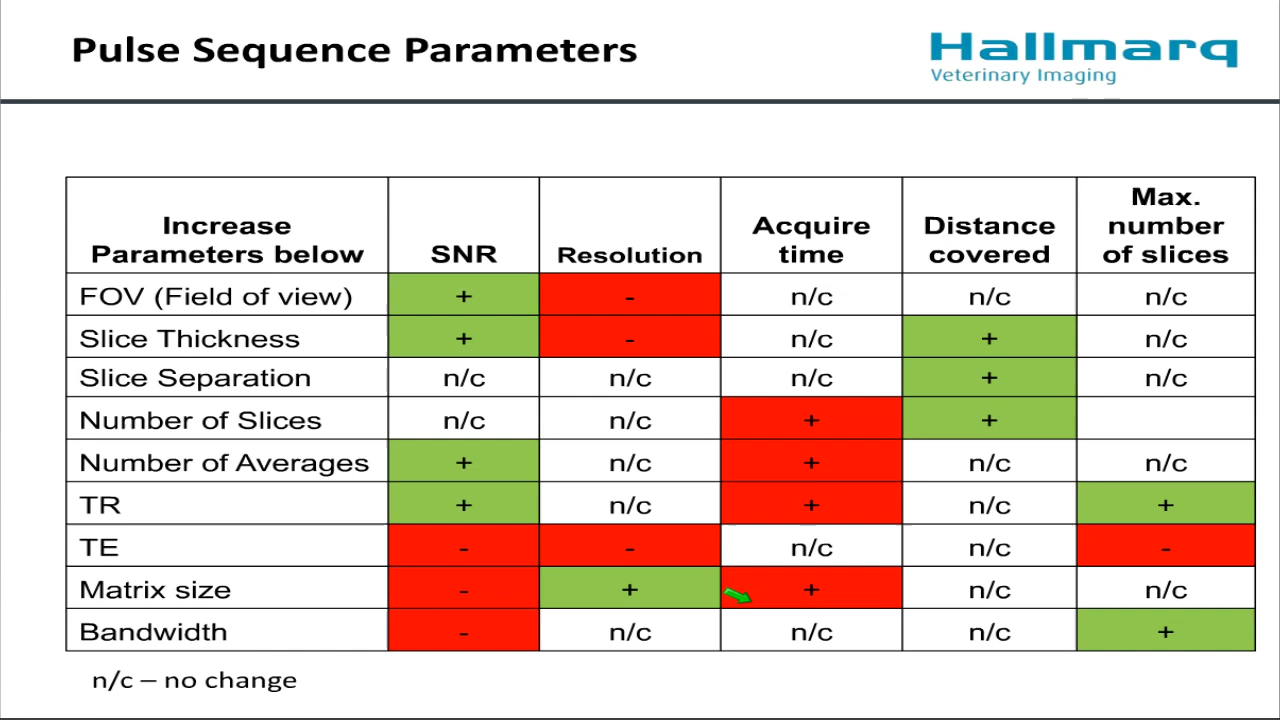 Pulse Sequence Parameters
Hallmarq
Veterinary Imaging
Increase Parameters below SNR Resolution Acquire time Distance covered Max. number of slices
FOV (Field of view) + - n/c n/c n/c
Slice Thickness + - n/c + n/c
Slice Separation n/c n/c n/c + n/c
Number of Slices n/c n/c + +
Number of Averages + n/c + n/c n/c
TR + n/c + n/c +
TE - - n/c n/c -
Matrix size - + + n/c n/c
Bandwidth - n/c n/c n/c +
n/c – no change